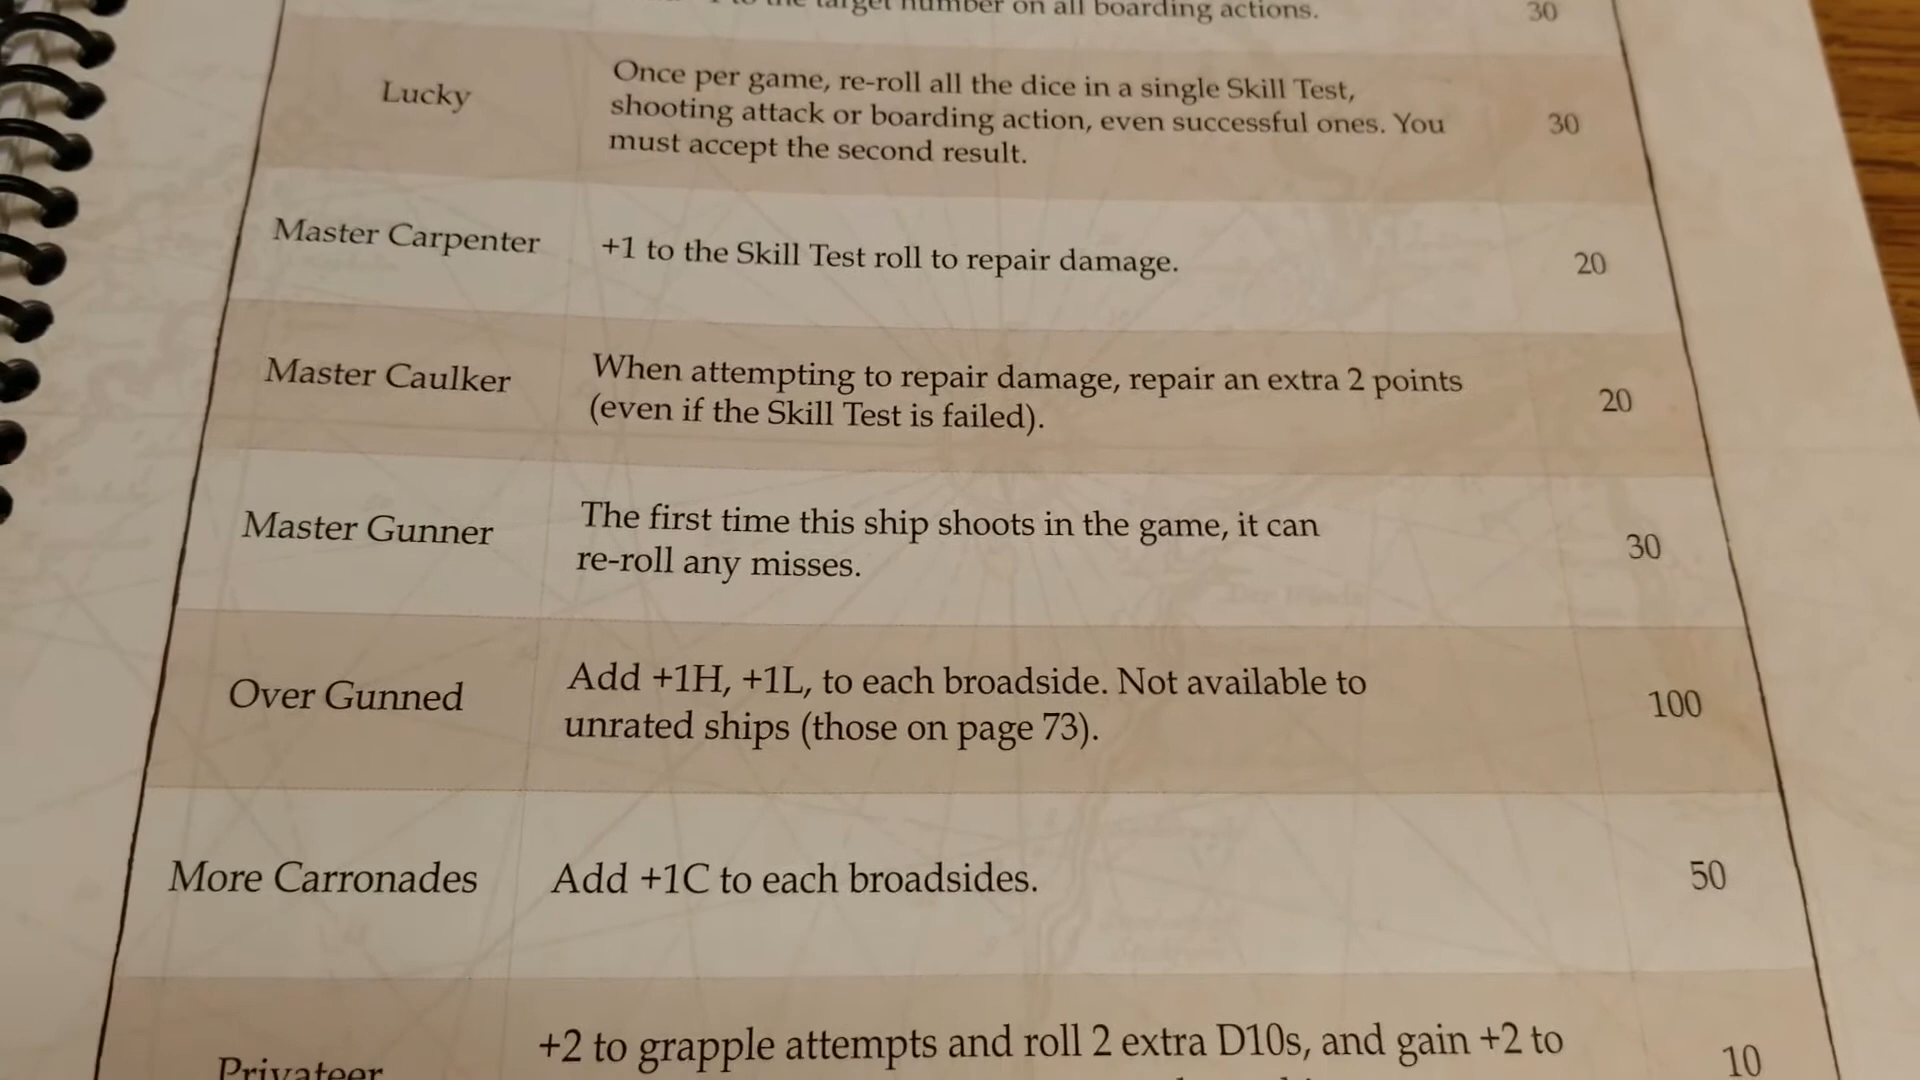 to the target number on all boarding actions. 30
Lucky
Once per game, re-roll all the dice in a single Skill Test,
shooting attack or boarding action, even successful ones. You
must accept the second result.
30
Master Carpenter
+1 to the Skill Test roll to repair damage.
20
Master Caulker
When attempting to repair damage, repair an extra 2 points
(even if the Skill Test is failed).
20
Master Gunner
The first time this ship shoots in the game, it can
re-roll any misses.
30
Over Gunned
Add +1H, +1L, to each broadside. Not available to
unrated ships (those on page 73).
100
More Carronades
Add +1C to each broadsides.
50
Privateer
+2 to grapple attempts and roll 2 extra D10s, and gain +2 to
10